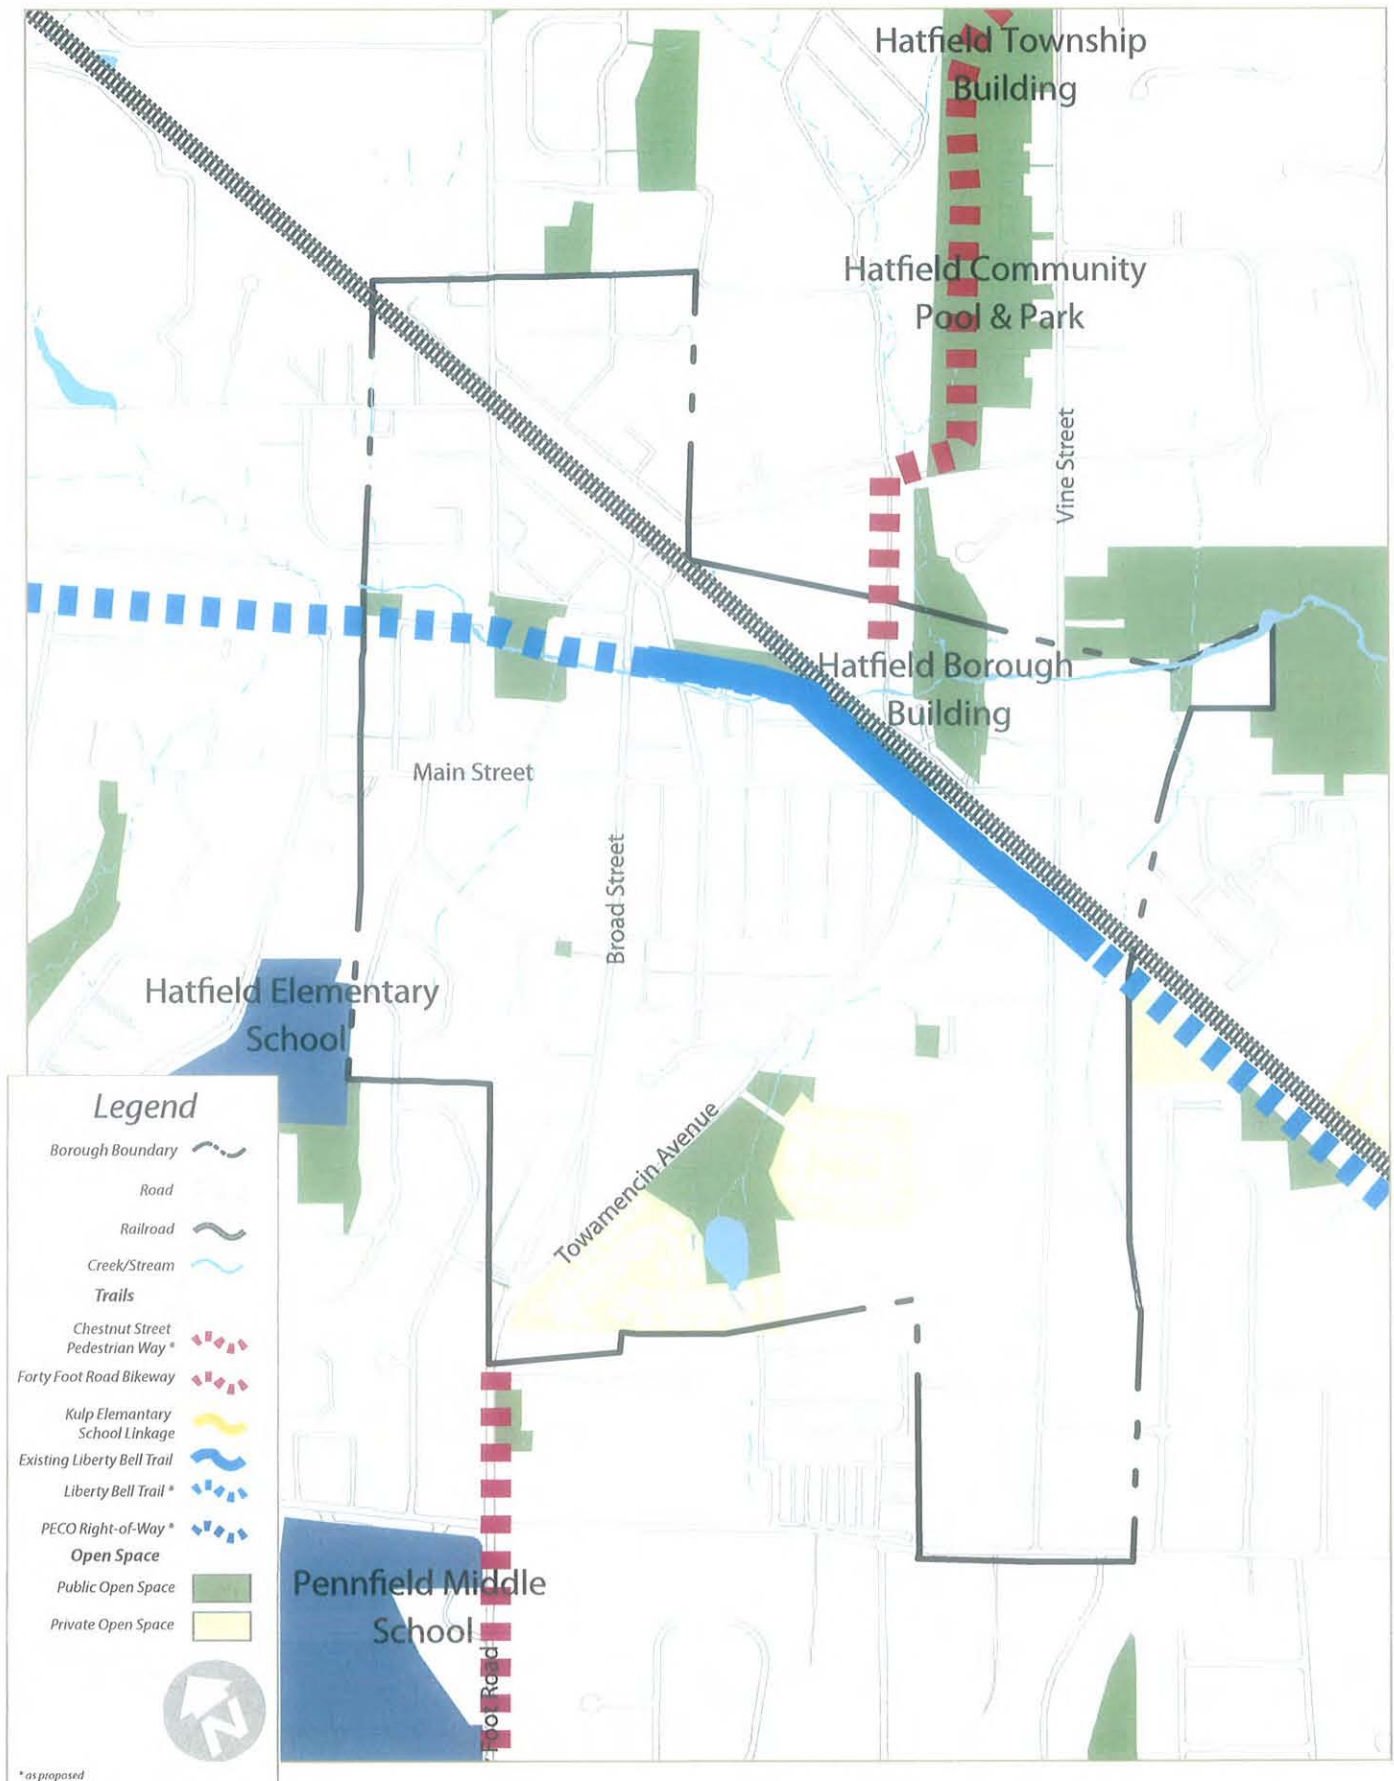 Hatfield Township
Building
Hatfield Community
Pool & Park
Vine Street
Hatfield Borough
Building
Main Street
Broad Street
Hatfield Elementary
School
Towamencin Avenue
Legend
Borough Boundary
Road
Railroad
Creek/Stream
Trails
Chestnut Street
Pedestrian Way *
Forty Foot Road Bikeway
Kulp Elemantary
School Linkage
Existing Liberty Bell Trail
Liberty Bell Trail *
PECO Right-of-Way *
Open Space
Public Open Space
Private Open Space
N
* as proposed
Pennfield Middle
School
Foot Road